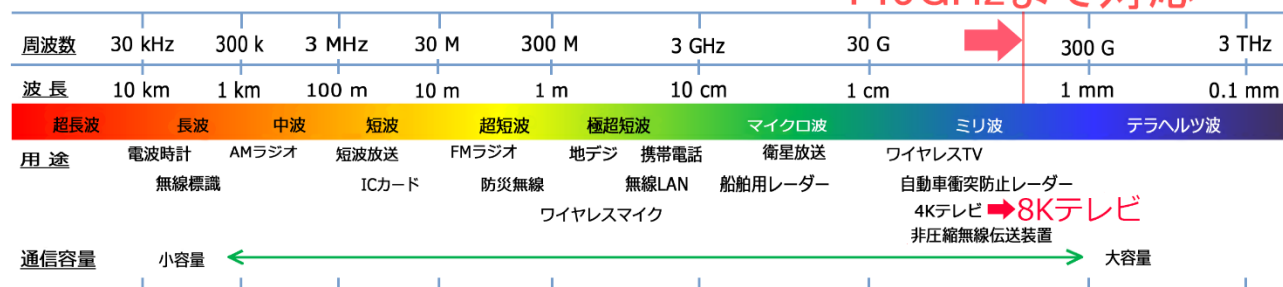 周波数 30 kHz 300 k 3 MHz 30 M 300 M 3 GHz 30 G 300 G 3 THz
波長 10 km 1 km 100 m 10 m 1 m 10 cm 1 cm 1 mm 0.1 mm
超長波 長波 中波 短波 超短波 極超短波 マイクロ波 ミリ波 テラヘルツ波
用途 電波時計 AMラジオ 短波放送 FMラジオ 地デジ 携帯電話 衛星放送 ワイヤレスTV
無線標識 ICカード 防災無線 無線LAN 船舶用レーダー 自動車衝突防止レーダー
ワイヤレスマイク 4Kテレビ 8Kテレビ
非圧縮無線伝送装置
通信容量 小容量 大容量